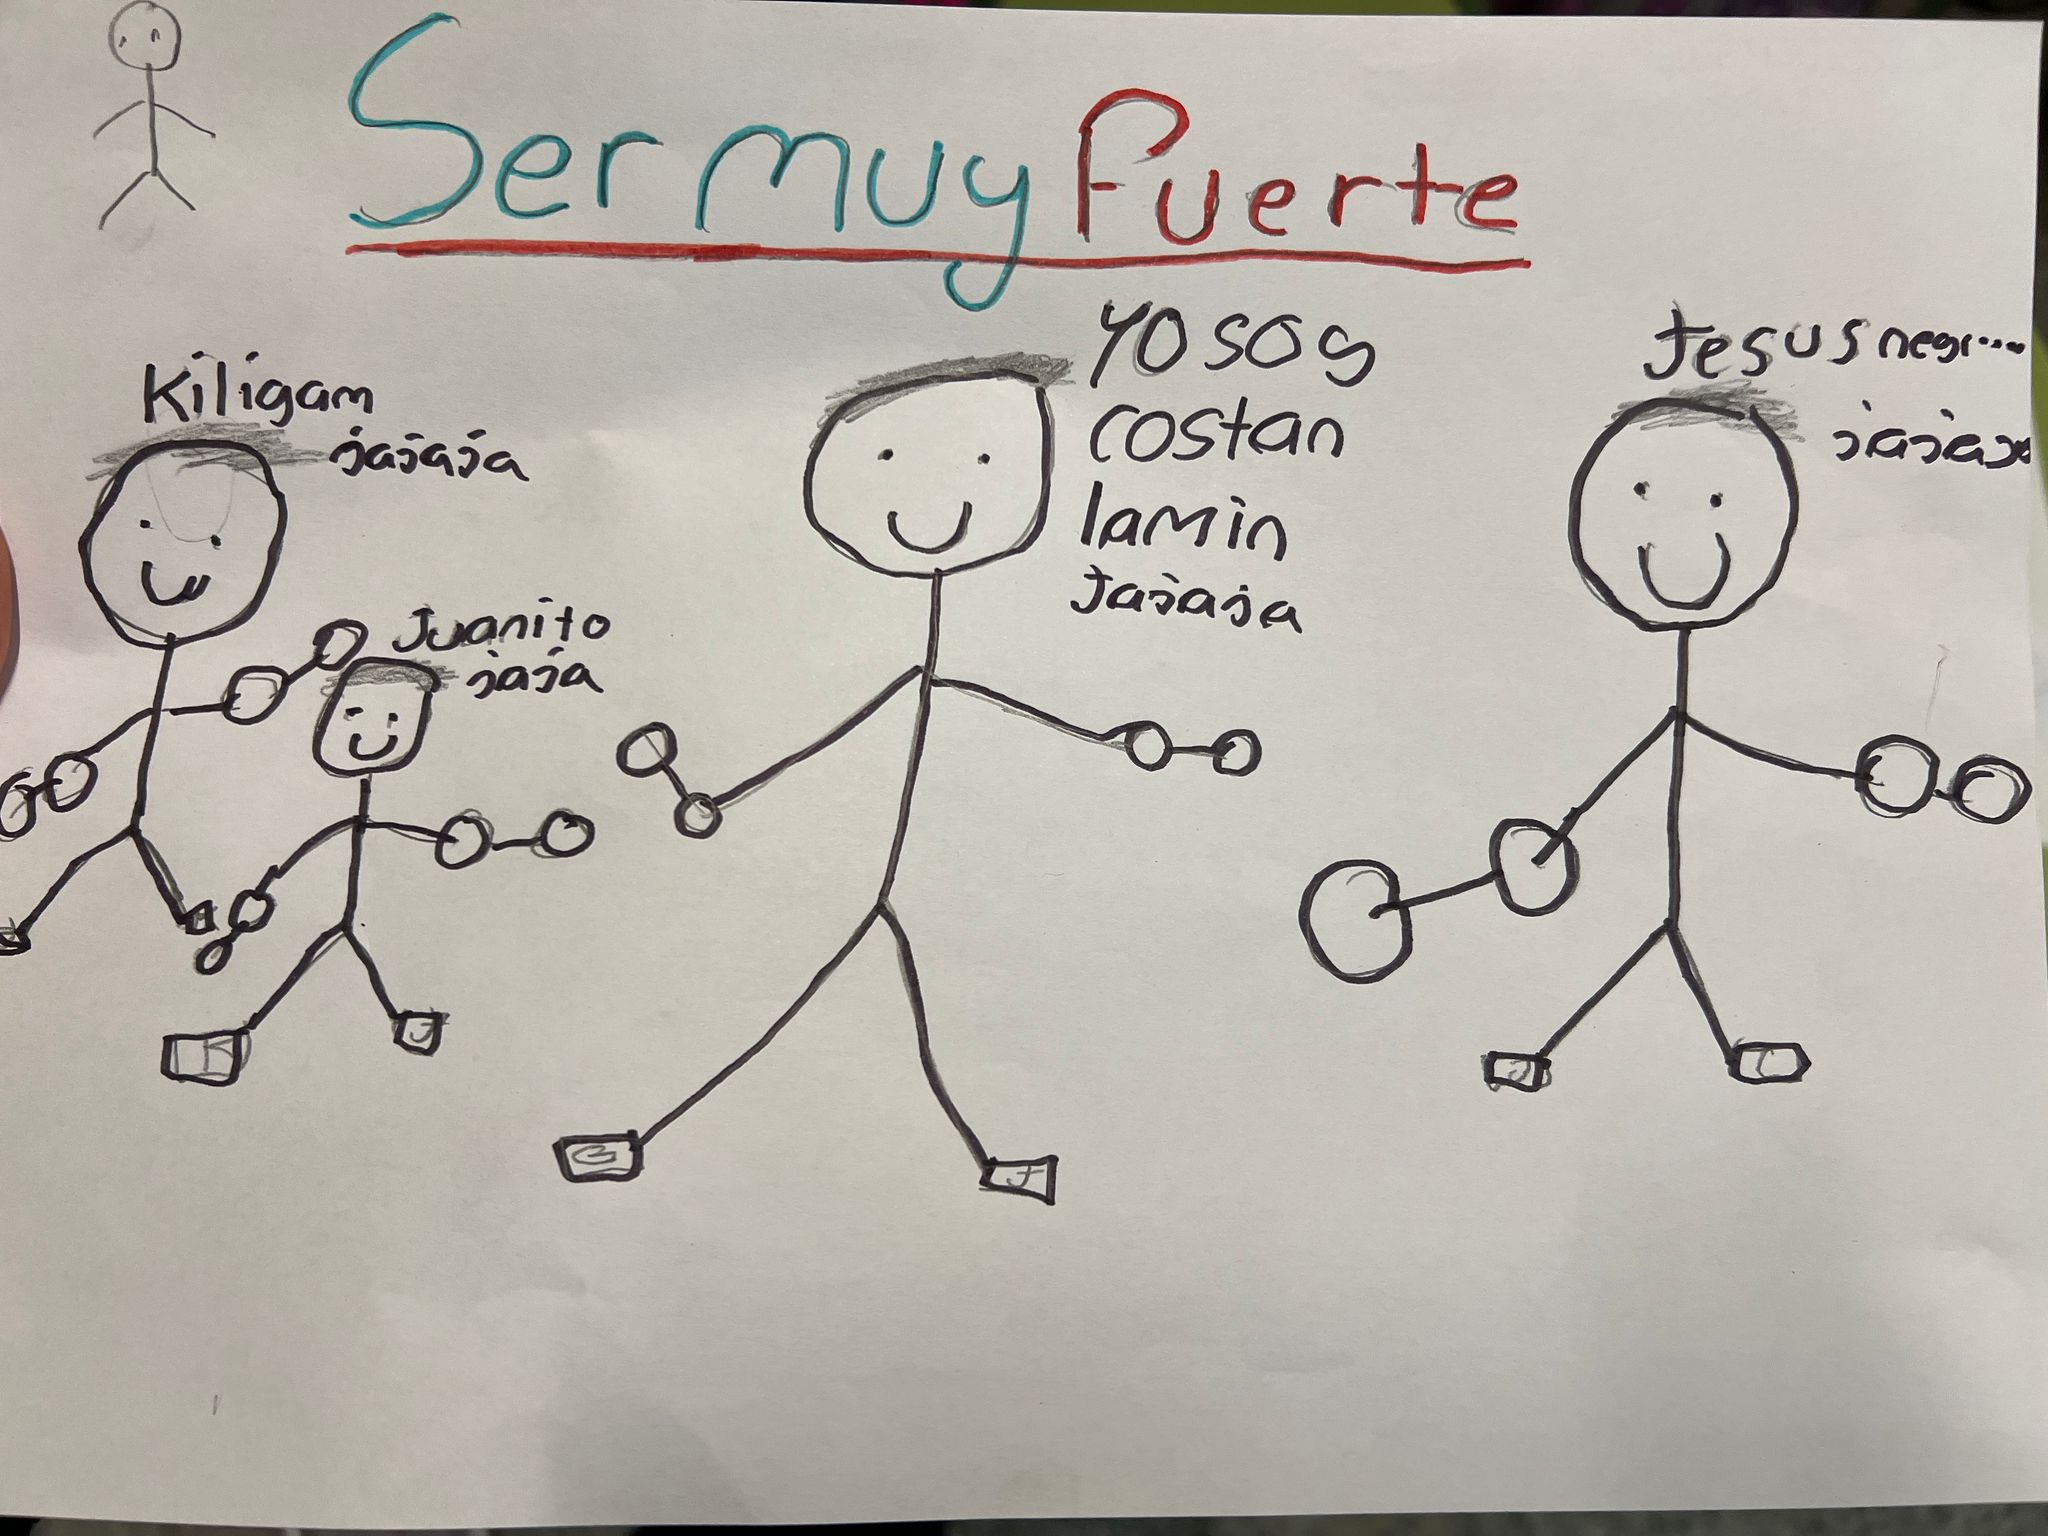 Ser muy fuerte
Kiligam
jajaja
Juanito
jaja
Yo soy
costan
lamin
Jajaja
Jesus negr....
jajaja